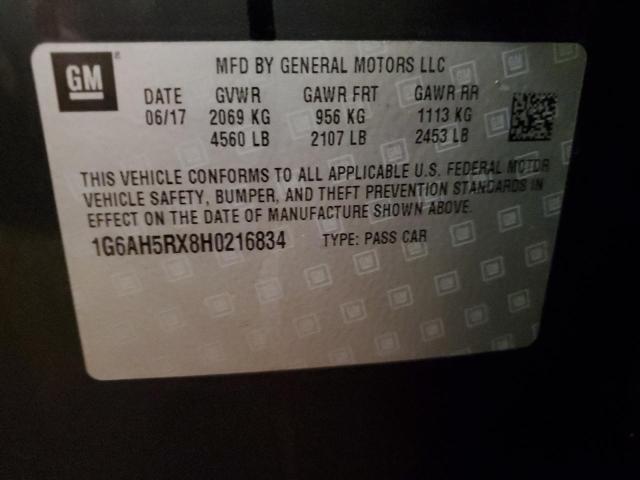 GM
MFD BY GENERAL MOTORS LLC
DATE GVWR GAWR FRT GAWR RR
06/17 2069 KG 956 KG 1113 KG
4560 LB 2107 LB 2453 LB
THIS VEHICLE CONFORMS TO ALL APPLICABLE U.S. FEDERAL MOTOR
VEHICLE SAFETY, BUMPER, AND THEFT PREVENTION STANDARDS IN
EFFECT ON THE DATE OF MANUFACTURE SHOWN ABOVE.
1G6AH5RX8H0216834 TYPE: PASS CAR